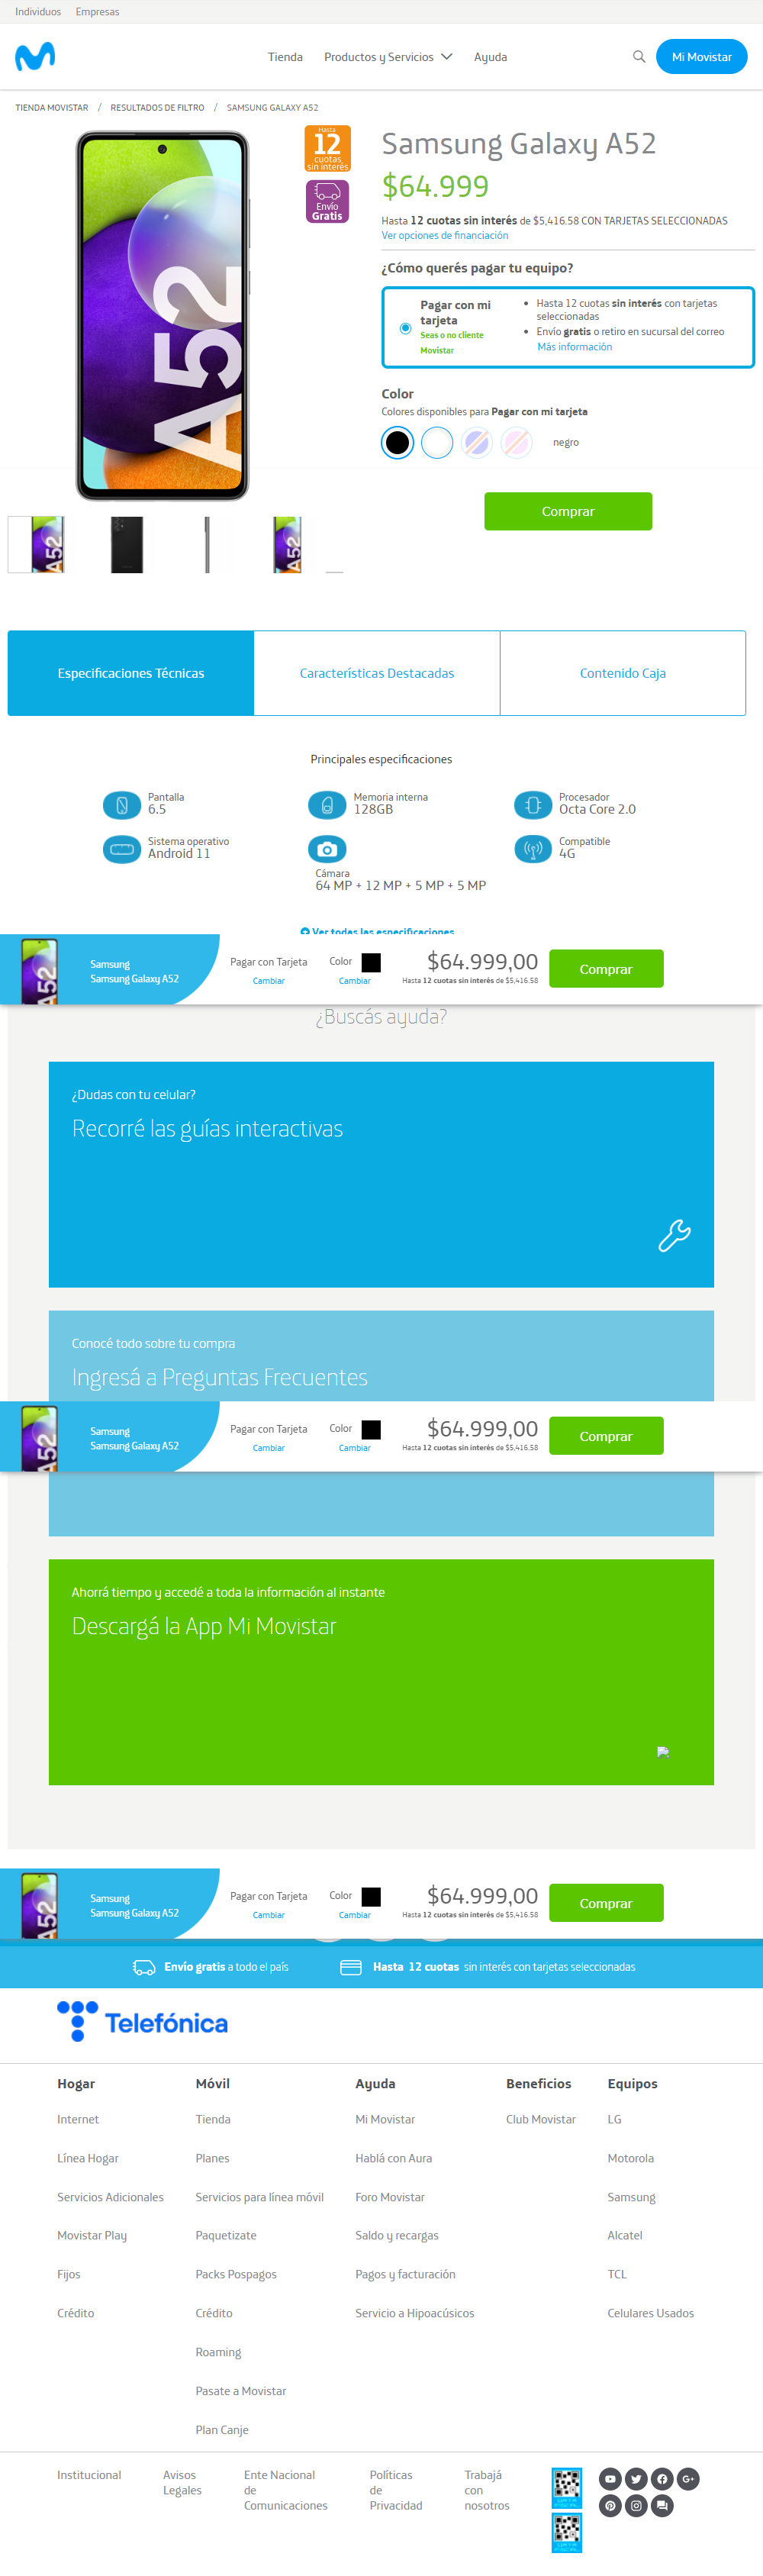 Individuos Empresas
Tienda Productos y Servicios Ayuda Mi Movistar
TIENDA MOVISTAR / RESULTADOS DE FILTRO / SAMSUNG GALAXY A52
A52
Hasta
12
cuotas
sin interés
Envío
Gratis
Samsung Galaxy A52
$64.999
Hasta 12 cuotas sin interés de $5,416.58 CON TARJETAS SELECCIONADAS
Ver opciones de financiación
¿Cómo querés pagar tu equipo?
Pagar con mi
tarjeta
Seas o no cliente
Movistar
• Hasta 12 cuotas sin interés con tarjetas
seleccionadas
• Envío gratis o retiro en sucursal del correo
Más información
Color
Colores disponibles para Pagar con mi tarjeta
negro
Comprar
A52
A52
Especificaciones Técnicas Características Destacadas Contenido Caja
Principales especificaciones
Pantalla
6.5
Memoria interna
128GB
Procesador
Octa Core 2.0
Sistema operativo
Android 11
Cámara
64 MP + 12 MP + 5 MP + 5 MP
Compatible
4G
Ver todas las especificaciones
A52
Samsung
Samsung Galaxy A52
Pagar con Tarjeta
Cambiar
Color
Cambiar
$64.999,00
Hasta 12 cuotas sin interés de $5,416.58
Comprar
¿Buscás ayuda?
¿Dudas con tu celular?
Recorré las guías interactivas
Conocé todo sobre tu compra
Ingresá a Preguntas Frecuentes
A52
Samsung
Samsung Galaxy A52
Pagar con Tarjeta
Cambiar
Color
Cambiar
$64.999,00
Hasta 12 cuotas sin interés de $5,416.58
Comprar
Ahorrá tiempo y accedé a toda la información al instante
Descargá la App Mi Movistar
A52
Samsung
Samsung Galaxy A52
Pagar con Tarjeta
Cambiar
Color
Cambiar
$64.999,00
Hasta 12 cuotas sin interés de $5,416.58
Comprar
Envío gratis a todo el país Hasta 12 cuotas sin interés con tarjetas seleccionadas
Telefónica
Hogar
Internet
Línea Hogar
Servicios Adicionales
Movistar Play
Fijos
Crédito
Móvil
Tienda
Planes
Servicios para línea móvil
Paquetizate
Packs Pospagos
Crédito
Roaming
Pasate a Movistar
Plan Canje
Ayuda
Mi Movistar
Hablá con Aura
Foro Movistar
Saldo y recargas
Pagos y facturación
Servicio a Hipoacúsicos
Beneficios
Club Movistar
Equipos
LG
Motorola
Samsung
Alcatel
TCL
Celulares Usados
Institucional
Avisos
Legales
Ente Nacional
de
Comunicaciones
Políticas
de
Privacidad
Trabajá
con
nosotros